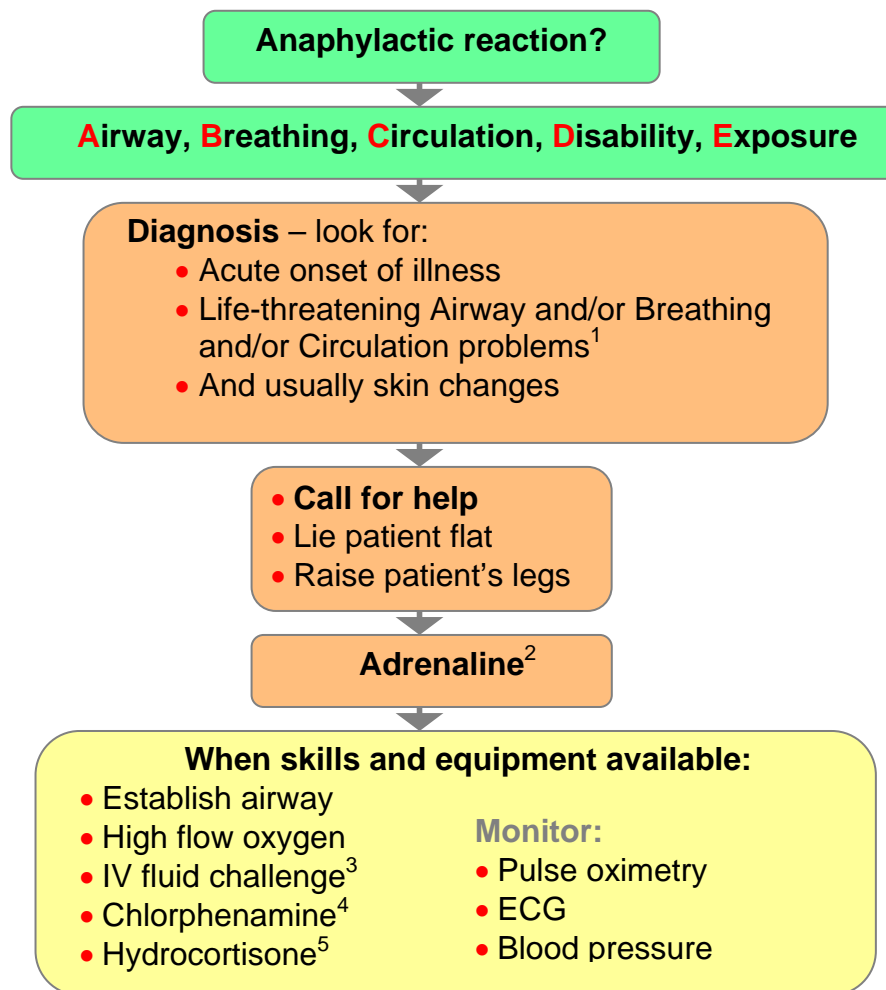 Anaphylactic reaction?
Airway, Breathing, Circulation, Disability, Exposure
Diagnosis – look for:
• Acute onset of illness
• Life-threatening Airway and/or Breathing
and/or Circulation problems¹
• And usually skin changes
• Call for help
• Lie patient flat
• Raise patient’s legs
Adrenaline²
When skills and equipment available:
• Establish airway
• High flow oxygen
• IV fluid challenge³
• Chlorphenamine⁴
• Hydrocortisone⁵
Monitor:
• Pulse oximetry
• ECG
• Blood pressure